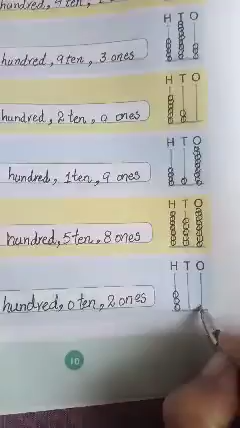 hundred, 9 ten,
H T O
hundred, 9 ten, 3 ones
H T O
hundred, 2 ten, 0 ones
H T O
hundred, 1 ten, 9 ones
H T O
hundred, 5 ten, 8 ones
H T O
hundred, 0 ten, 2 ones
10